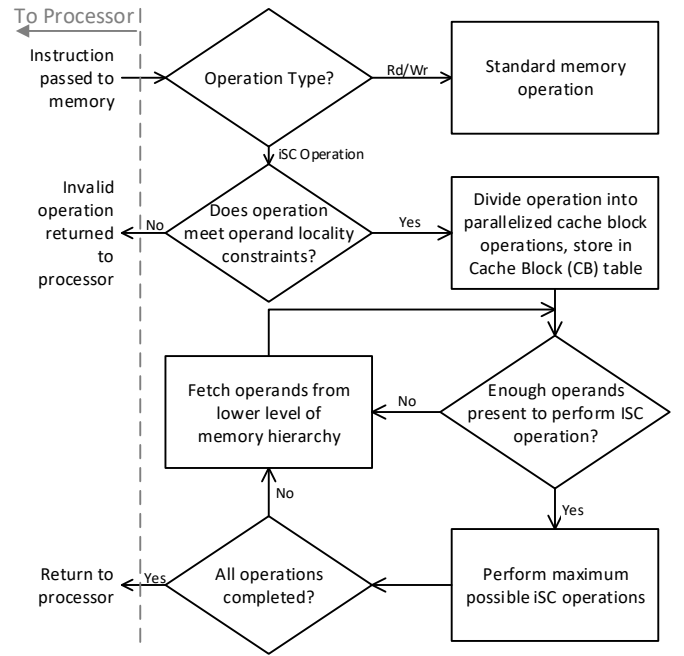 To Processor
Instruction
passed to
memory
Operation Type?
Rd/Wr
Standard memory
operation
iSC Operation
Invalid
operation
returned
to
processor
No
Does operation
meet operand locality
constraints?
Yes
Divide operation into
parallelized cache block
operations, store in
Cache Block (CB) table
Fetch operands from
lower level of
memory hierarchy
No
Enough operands
present to perform ISC
operation?
No
Yes
Return to
processor
Yes
All operations
completed?
Perform maximum
possible iSC operations